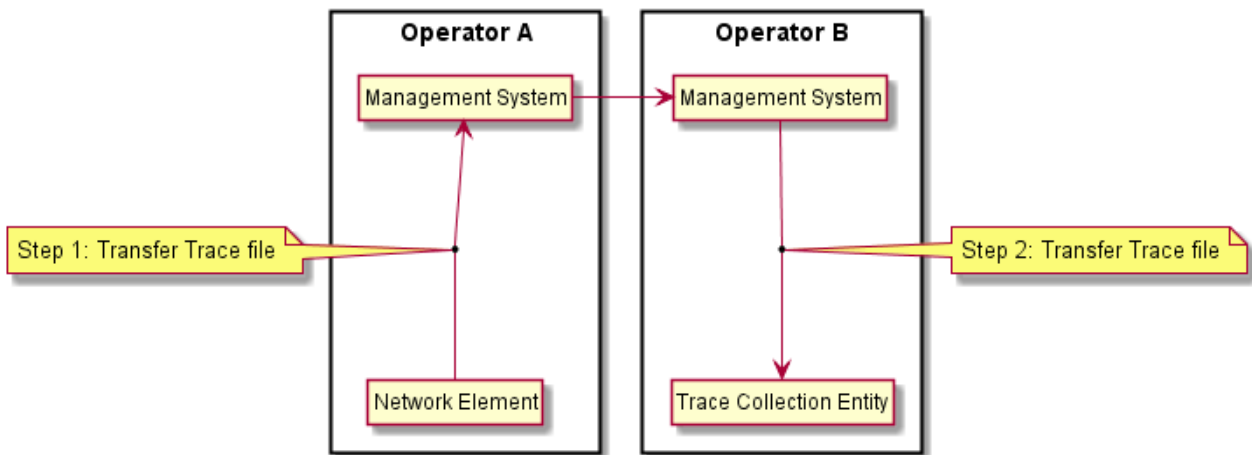 Operator A
Operator B
Management System
Management System
Step 1: Transfer Trace file
Step 2: Transfer Trace file
Network Element
Trace Collection Entity